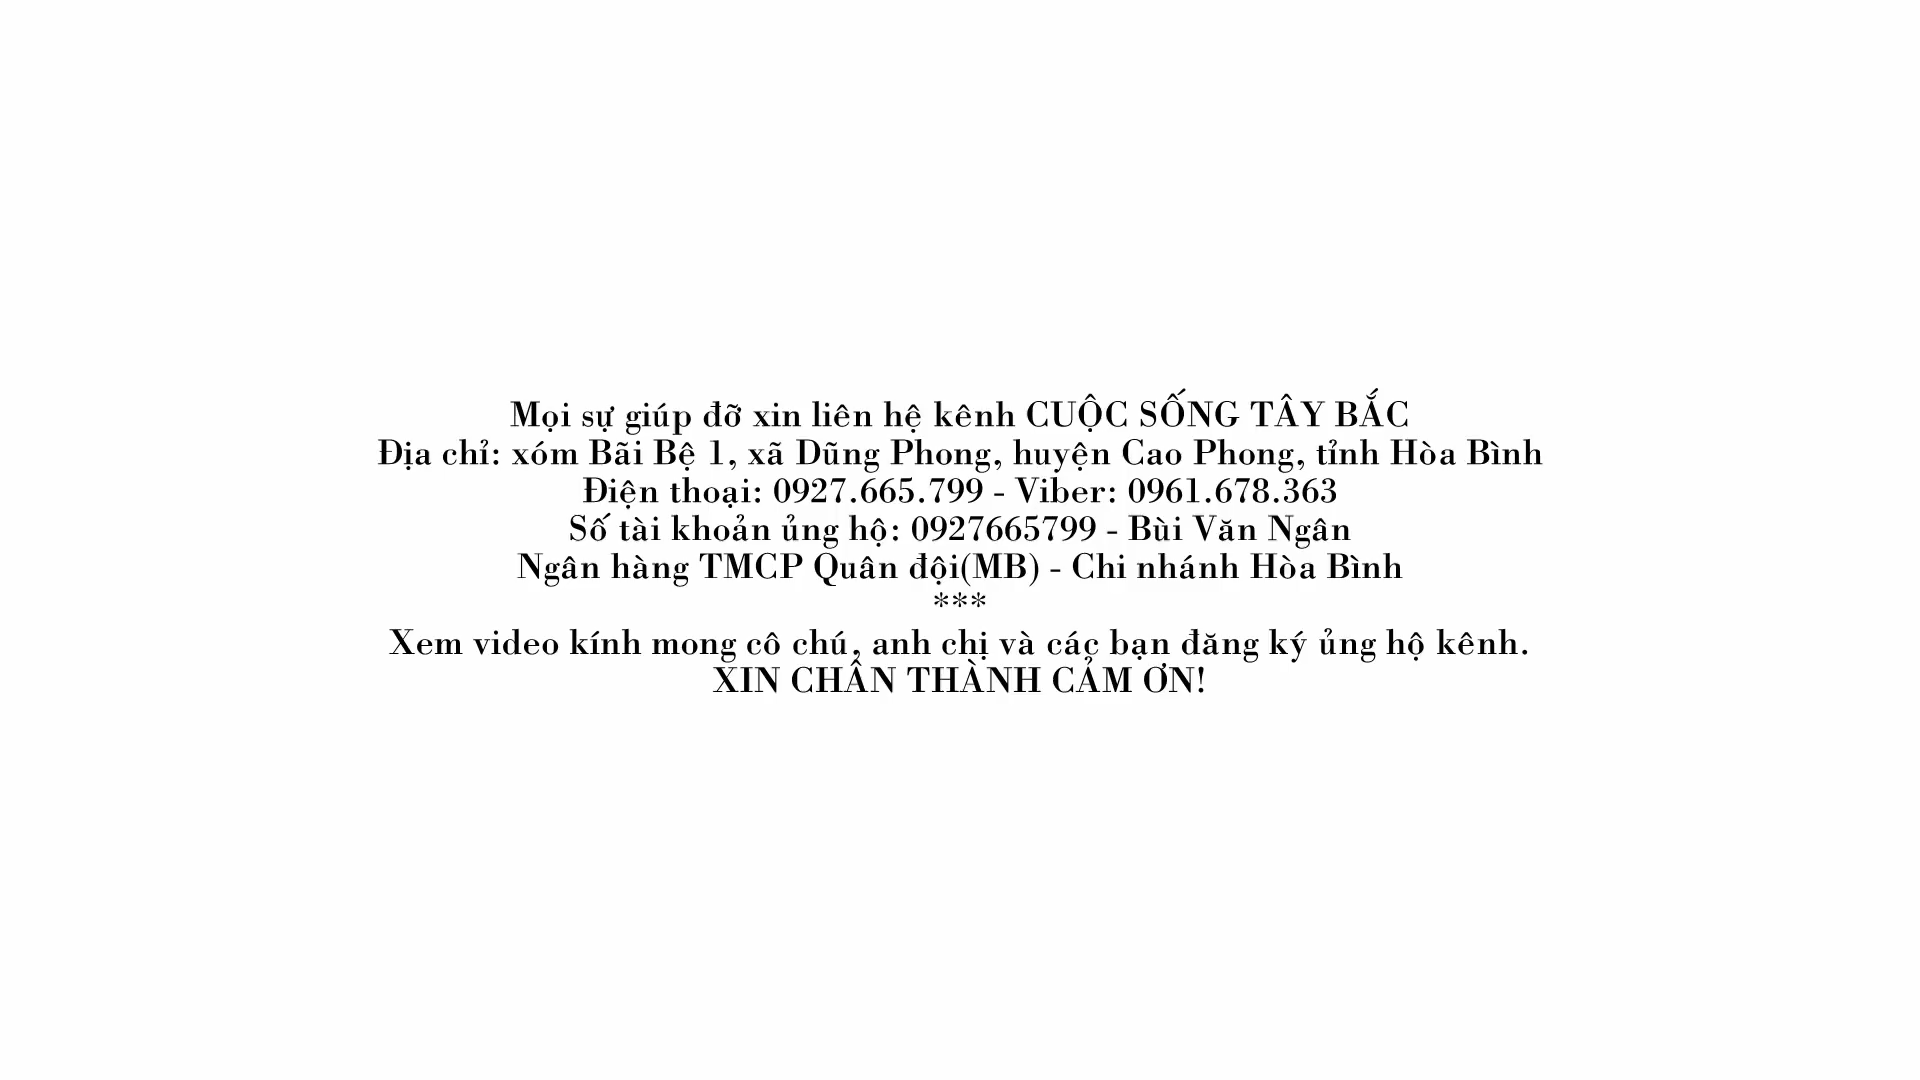 Mọi sự giúp đỡ xin liên hệ kênh CUỘC SỐNG TÂY BẮC
Địa chỉ: xóm Bãi Bệ 1, xã Dũng Phong, huyện Cao Phong, tỉnh Hòa Bình
Điện thoại: 0927.665.799 - Viber: 0961.678.363
Số tài khoản ủng hộ: 0927665799 - Bùi Văn Ngân
Ngân hàng TMCP Quân đội(MB) - Chi nhánh Hòa Bình
***
Xem video kính mong cô chú, anh chị và các bạn đăng ký ủng hộ kênh.
XIN CHÂN THÀNH CẢM ƠN!